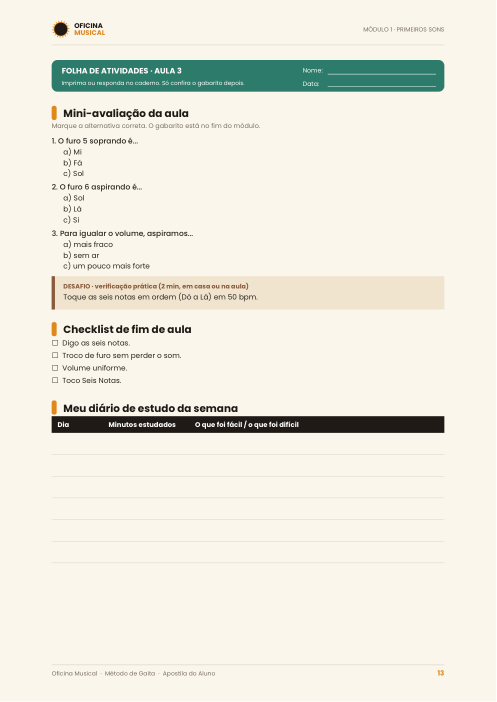 OFICINA
MUSICAL
MÓDULO 1 · PRIMEIROS SONS
FOLHA DE ATIVIDADES · AULA 3
Nome:
Imprima ou responda no caderno. Só confira o gabarito depois.
Data:
Mini-avaliação da aula
Marque a alternativa correta. O gabarito está no fim do módulo.
1. O furo 5 soprando é...
a) Mi
b) Fá
c) Sol
2. O furo 6 aspirando é...
a) Sol
b) Lá
c) Si
3. Para igualar o volume, aspiramos...
a) mais fraco
b) sem ar
c) um pouco mais forte
DESAFIO · verificação prática (2 min, em casa ou na aula)
Toque as seis notas em ordem (Dó a Lá) em 50 bpm.
Checklist de fim de aula
☐ Digo as seis notas.
☐ Troco de furo sem perder o som.
☐ Volume uniforme.
☐ Toco Seis Notas.
Meu diário de estudo da semana
Dia Minutos estudados O que foi fácil / o que foi difícil
Oficina Musical · Método de Gaita · Apostila do Aluno
13